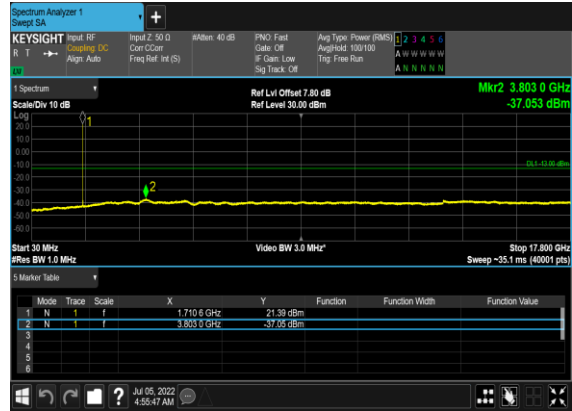 Spectrum Analyzer 1
Swept SA
+
KEYSIGHT Input: RF Input Z: 50 Ω #Atten: 40 dB PNO: Fast Avg Type: Power (RMS) 1 2 3 4 5 6
R T Coupling: DC Corr CCorr Gate: Off Avg|Hold: 100/100 A W W W W W
Align: Auto Freq Ref: Int (S) IF Gain: Low Trig: Free Run
Sig Track: Off A N N N N N
1 Spectrum Ref Lvl Offset 7.80 dB Mkr2 3.803 0 GHz
Scale/Div 10 dB Ref Level 30.00 dBm -37.053 dBm
Log
1
20.0
10.0
0.00
-10.0
DL1 -13.00 dBm
-20.0
-30.0
2
-40.0
-50.0
-60.0
Start 30 MHz Video BW 3.0 MHz* Stop 17.800 GHz
#Res BW 1.0 MHz Sweep ~35.1 ms (40001 pts)
5 Marker Table
Mode Trace Scale X Y Function Function Width Function Value
1 N 1 f 1.710 6 GHz 21.39 dBm
2 N 1 f 3.803 0 GHz -37.05 dBm
3
4
5
6
? Jul 05, 2022
4:55:47 AM